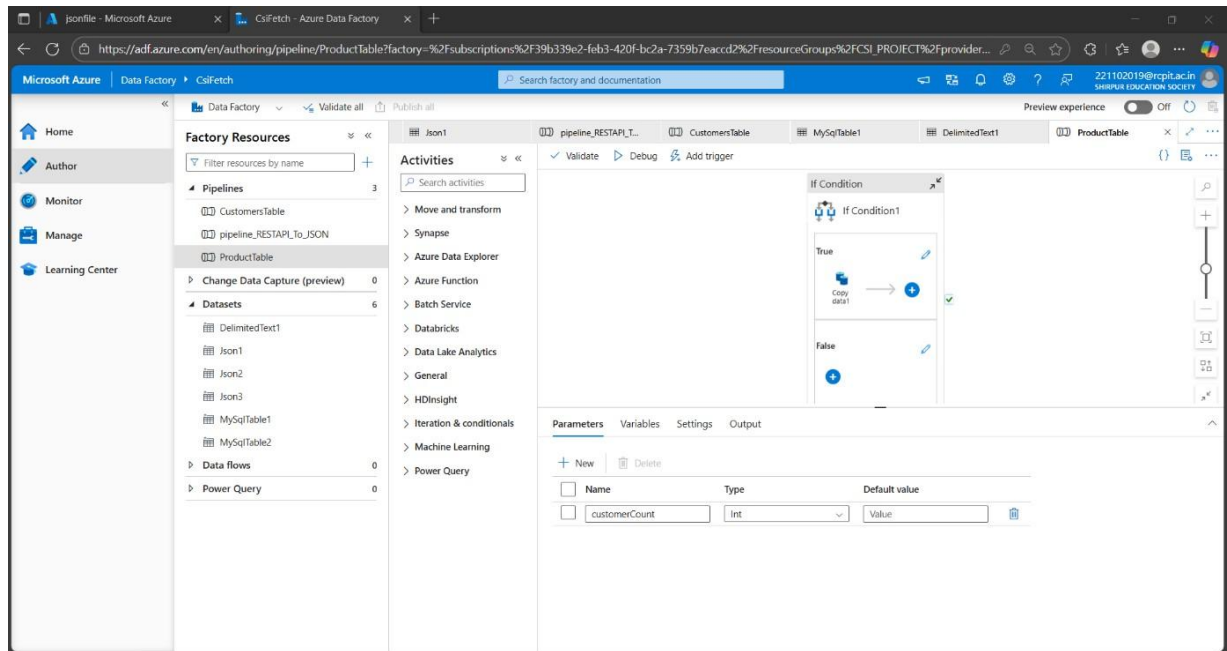 jsonfile - Microsoft Azure
CsiFetch - Azure Data Factory
https://adf.azure.com/en/authoring/pipeline/ProductTable?factory=%2Fsubscriptions%2F39b339e2-feb3-420f-bc2a-7359b7eaccd2%2FresourceGroups%2FCSI_PROJECT%2Fprovider...
Microsoft Azure
Data Factory
CsiFetch
Search factory and documentation
221102019@rcpit.ac.in
SHIRPUR EDUCATION SOCIETY
Data Factory
Validate all
Publish all
Preview experience
Off
Home
Author
Monitor
Manage
Learning Center
Factory Resources
Filter resources by name
Pipelines 3
CustomersTable
pipeline_RESTAPI_To_JSON
ProductTable
Change Data Capture (preview) 0
Datasets 6
DelimitedText1
Json1
Json2
Json3
MySqlTable1
MySqlTable2
Data flows 0
Power Query 0
Json1
pipeline_RESTAPI_T...
CustomersTable
MySqlTable1
DelimitedText1
ProductTable
Activities
Search activities
Move and transform
Synapse
Azure Data Explorer
Azure Function
Batch Service
Databricks
Data Lake Analytics
General
HDInsight
Iteration & conditionals
Machine Learning
Power Query
Validate
Debug
Add trigger
If Condition
If Condition1
True
Copy
data1
False
Parameters
Variables
Settings
Output
New
Delete
Name
Type
Default value
customerCount
Int
Value